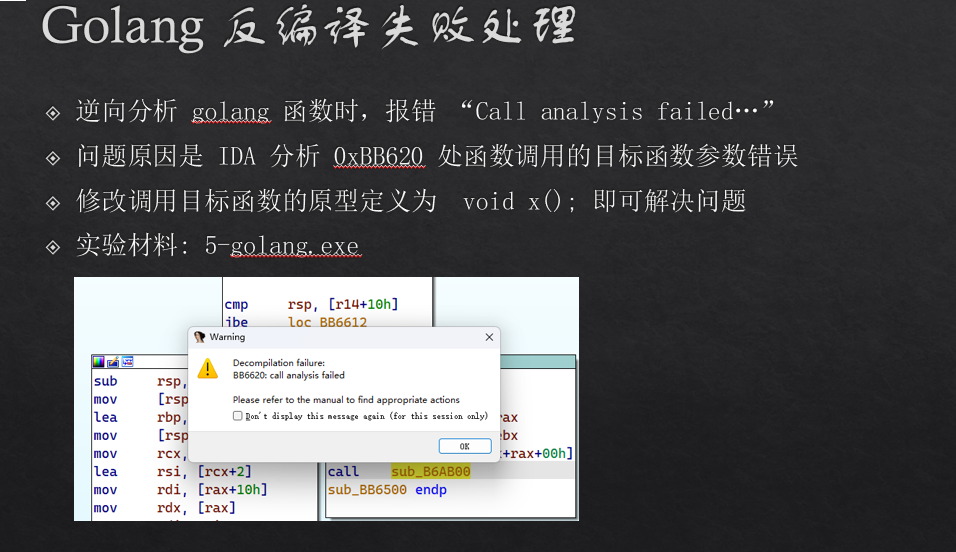 Golang 反编译失败处理
逆向分析 golang 函数时，报错 “Call analysis failed…”
问题原因是 IDA 分析 0xBB620 处函数调用的目标函数参数错误
修改调用目标函数的原型定义为 void x(); 即可解决问题
实验材料: 5-golang.exe
cmp rsp, [r14+10h]
jbe loc_BB6612
Warning
Decompilation failure:
BB6620: call analysis failed
Please refer to the manual to find appropriate actions
Don't display this message again (for this session only)
OK
sub rsp,
mov [rsp
lea rbp,
mov [rsp
mov rcx,
lea rsi, [rcx+2]
mov rdi, [rax+10h]
mov rdx, [rax]
ax
bx
+rax+00h]
call sub_B6AB00
sub_BB6500 endp